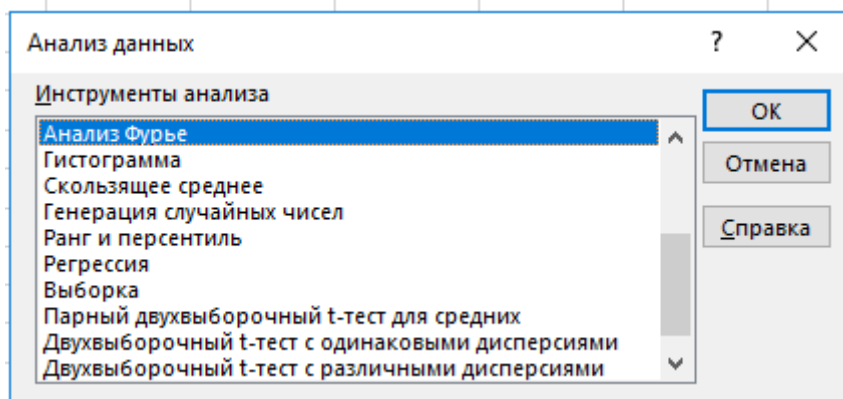 Анализ данных
?
Инструменты анализа
Анализ Фурье
Гистограмма
Скользящее среднее
Генерация случайных чисел
Ранг и персентиль
Регрессия
Выборка
Парный двухвыборочный t-тест для средних
Двухвыборочный t-тест с одинаковыми дисперсиями
Двухвыборочный t-тест с различными дисперсиями
ОК
Отмена
Справка